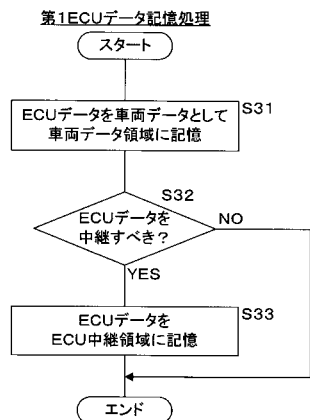 第1ECUデータ記憶処理
スタート
ECUデータを車両データとして
車両データ領域に記憶
S31
S32
ECUデータを
中継すべき？
NO
YES
ECUデータを
ECU中継領域に記憶
S33
エンド